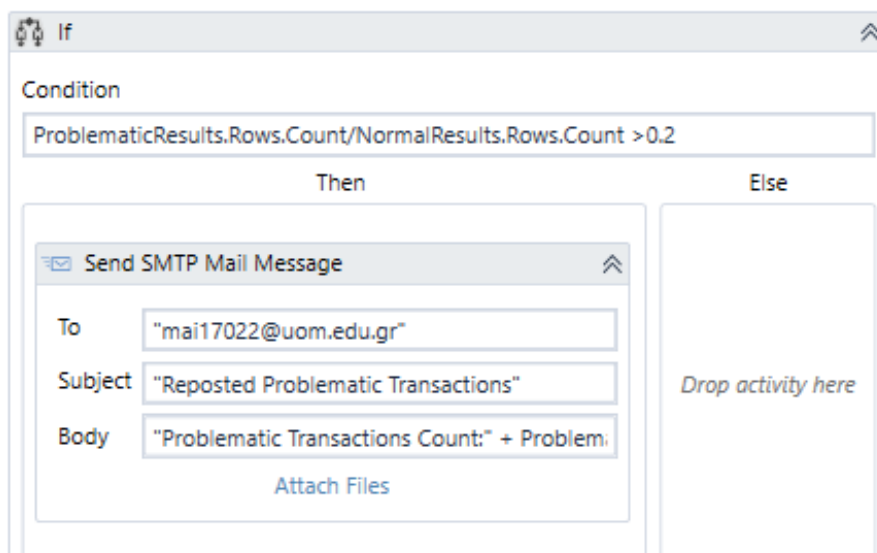 If
Condition
ProblematicResults.Rows.Count/NormalResults.Rows.Count >0.2
Then
Else
Send SMTP Mail Message
To
"mai17022@uom.edu.gr"
Subject
"Reposted Problematic Transactions"
Drop activity here
Body
"Problematic Transactions Count:" + Problem
Attach Files